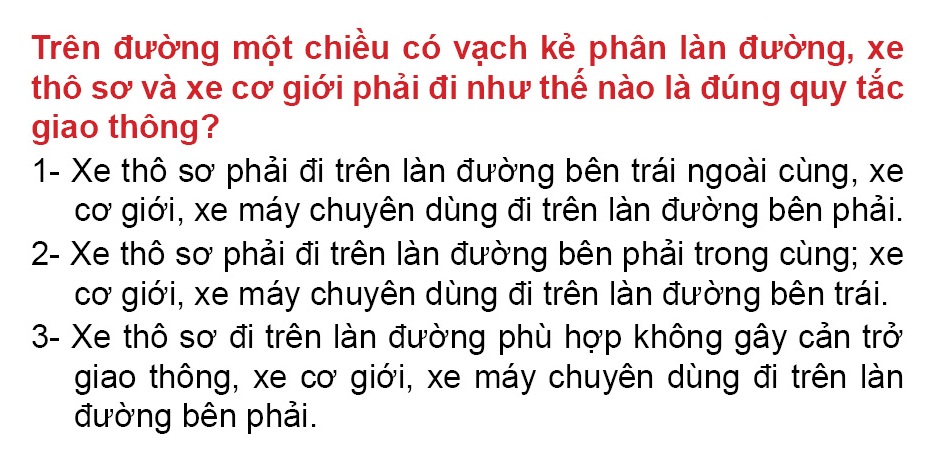 Trên đường một chiều có vạch kẻ phân làn đường, xe
thô sơ và xe cơ giới phải đi như thế nào là đúng quy tắc
giao thông?
1- Xe thô sơ phải đi trên làn đường bên trái ngoài cùng, xe
cơ giới, xe máy chuyên dùng đi trên làn đường bên phải.
2- Xe thô sơ phải đi trên làn đường bên phải trong cùng; xe
cơ giới, xe máy chuyên dùng đi trên làn đường bên trái.
3- Xe thô sơ đi trên làn đường phù hợp không gây cản trở
giao thông, xe cơ giới, xe máy chuyên dùng đi trên làn
đường bên phải.